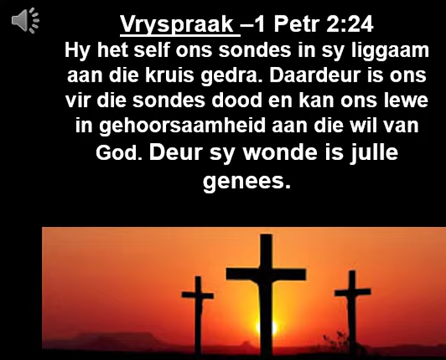 Vryspraak –1 Petr 2:24
Hy het self ons sondes in sy liggaam
aan die kruis gedra. Daardeur is ons
vir die sondes dood en kan ons lewe
in gehoorsaamheid aan die wil van
God. Deur sy wonde is julle
genees.